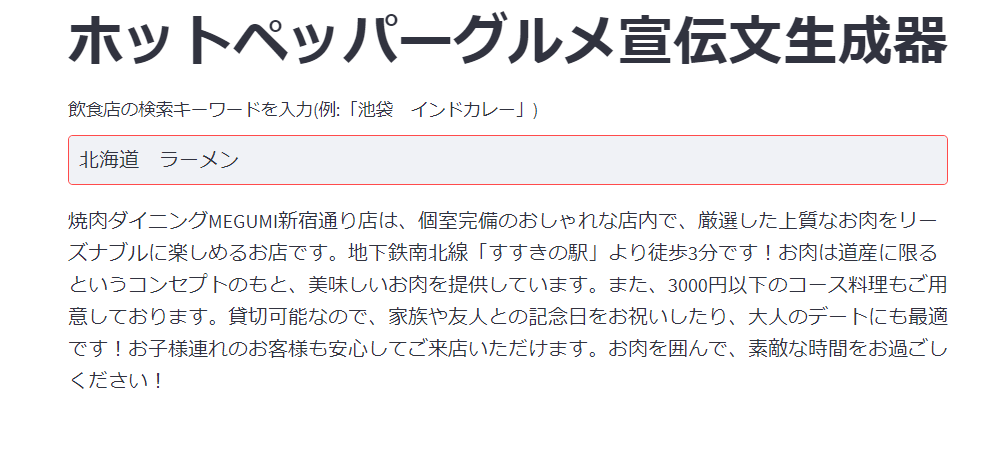 ホットペッパーグルメ宣伝文生成器
飲食店の検索キーワードを入力(例:「池袋　インドカレー」)
北海道　ラーメン
焼肉ダイニングMEGUMI新宿通り店は、個室完備のおしゃれな店内で、厳選した上質なお肉をリー
ズナブルに楽しめるお店です。地下鉄南北線「すすきの駅」より徒歩3分です！お肉は道産に限る
というコンセプトのもと、美味しいお肉を提供しています。また、3000円以下のコース料理もご用
意しております。貸切可能なので、家族や友人との記念日をお祝いしたり、大人のデートにも最適
です！お子様連れのお客様も安心してご来店いただけます。お肉を囲んで、素敵な時間をお過ごし
ください！